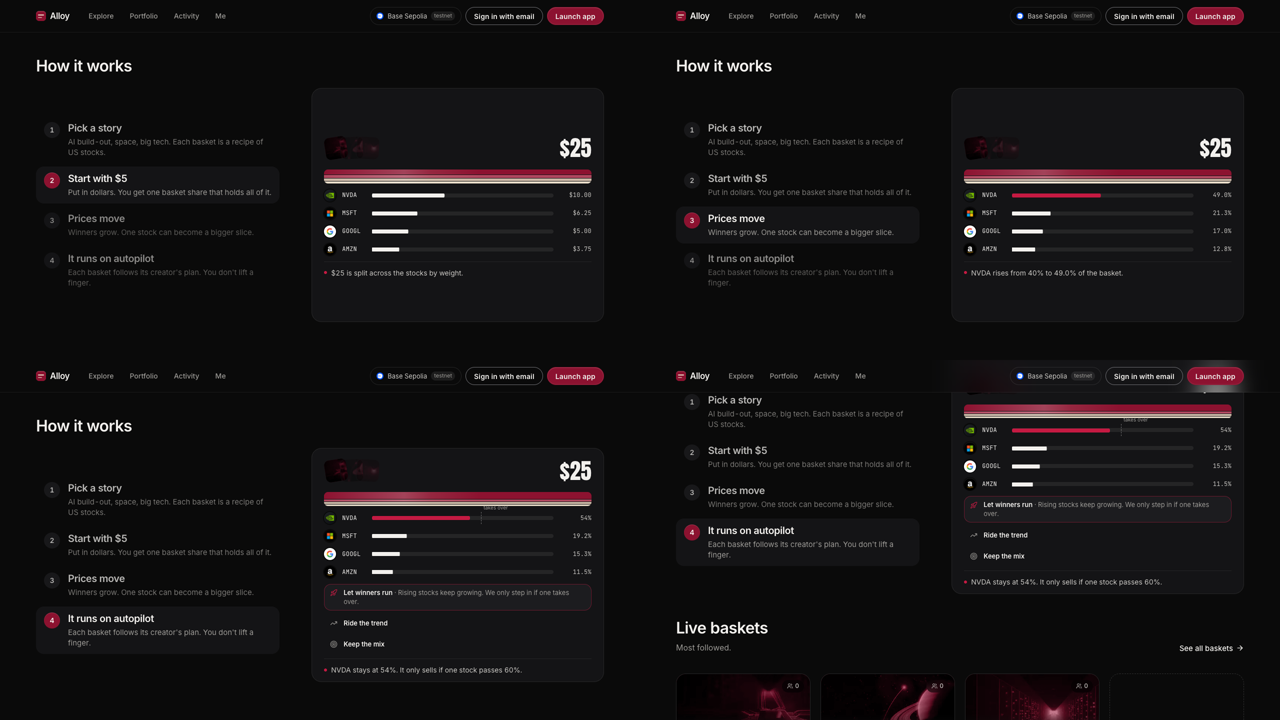 Alloy Explore Portfolio Activity Me Base Sepolia testnet Sign in with email Launch app
How it works
1 Pick a story
AI build-out, space, big tech. Each basket is a recipe of
US stocks.
2 Start with $5
Put in dollars. You get one basket share that holds all of it.
3 Prices move
Winners grow. One stock can become a bigger slice.
4 It runs on autopilot
Each basket follows its creator's plan. You don't lift a
finger.
$25
NVDA $10.00
MSFT $6.25
GOOGL $5.00
AMZN $3.75
$25 is split across the stocks by weight.
Alloy Explore Portfolio Activity Me Base Sepolia testnet Sign in with email Launch app
How it works
1 Pick a story
AI build-out, space, big tech. Each basket is a recipe of
US stocks.
2 Start with $5
Put in dollars. You get one basket share that holds all of it.
3 Prices move
Winners grow. One stock can become a bigger slice.
4 It runs on autopilot
Each basket follows its creator's plan. You don't lift a
finger.
$25
NVDA 49.0%
MSFT 21.3%
GOOGL 17.0%
AMZN 12.8%
NVDA rises from 40% to 49.0% of the basket.
Alloy Explore Portfolio Activity Me Base Sepolia testnet Sign in with email Launch app
How it works
1 Pick a story
AI build-out, space, big tech. Each basket is a recipe of
US stocks.
2 Start with $5
Put in dollars. You get one basket share that holds all of it.
3 Prices move
Winners grow. One stock can become a bigger slice.
4 It runs on autopilot
Each basket follows its creator's plan. You don't lift a
finger.
$25
takes over
NVDA 54%
MSFT 19.2%
GOOGL 15.3%
AMZN 11.5%
Let winners run · Rising stocks keep growing. We only step in if one takes
over.
Ride the trend
Keep the mix
NVDA stays at 54%. It only sells if one stock passes 60%.
Alloy Explore Portfolio Activity Me Base Sepolia testnet Sign in with email Launch app
1 Pick a story
AI build-out, space, big tech. Each basket is a recipe of
US stocks.
2 Start with $5
Put in dollars. You get one basket share that holds all of it.
3 Prices move
Winners grow. One stock can become a bigger slice.
4 It runs on autopilot
Each basket follows its creator's plan. You don't lift a
finger.
takes over
NVDA 54%
MSFT 19.2%
GOOGL 15.3%
AMZN 11.5%
Let winners run · Rising stocks keep growing. We only step in if one takes
over.
Ride the trend
Keep the mix
NVDA stays at 54%. It only sells if one stock passes 60%.
Live baskets
Most followed.
See all baskets →
0
0
0